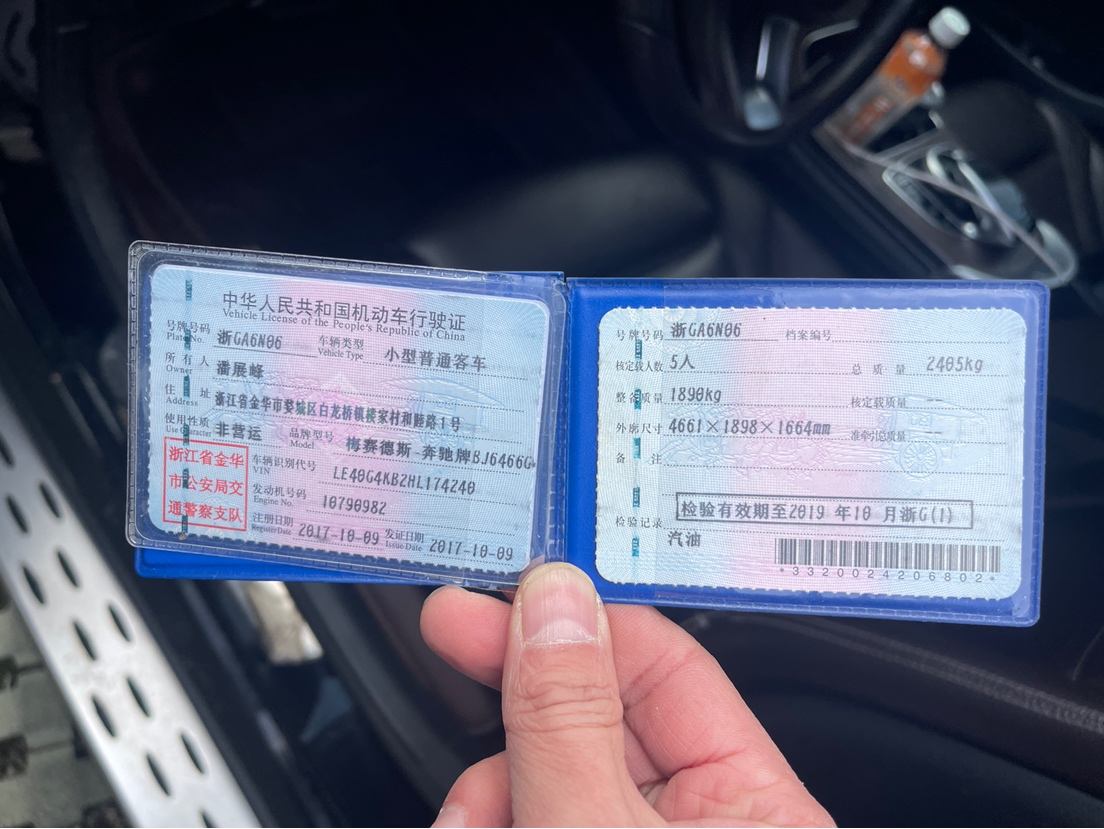 中华人民共和国机动车行驶证
Vehicle License of the People's Republic of China
号牌号码 浙GA6N06 车辆类型 小型普通客车
Plate No. Vehicle Type
所有人 潘展峰
Owner
住址 浙江省金华市婺城区白龙桥镇楼家村和睦路1号
Address
使用性质 非营运 品牌型号 梅赛德斯-奔驰牌BJ6466G
Use Character Model
浙江省金华
市公安局交
通警察支队
车辆识别代号 LE40G4KB2HL174240
VIN
发动机号码 10790982
Engine No.
注册日期 2017-10-09 发证日期 2017-10-09
Register Date Issue Date
号牌号码 浙GA6N06 档案编号
核定载人数 5人 总质量 2405kg
整备质量 1890kg 核定载质量
外廓尺寸 4661×1898×1664mm 准牵引总质量
备注
检验有效期至2019年10月浙G(1)
检验记录
汽油
*3320024206802*